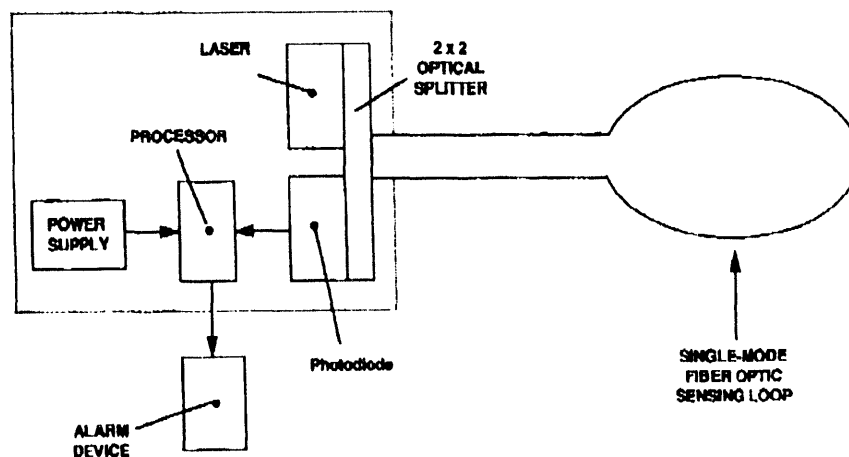 LASER
2 x 2
OPTICAL
SPLITTER
PROCESSOR
POWER
SUPPLY
Photodiode
SINGLE-MODE
FIBER OPTIC
SENSING LOOP
ALARM
DEVICE